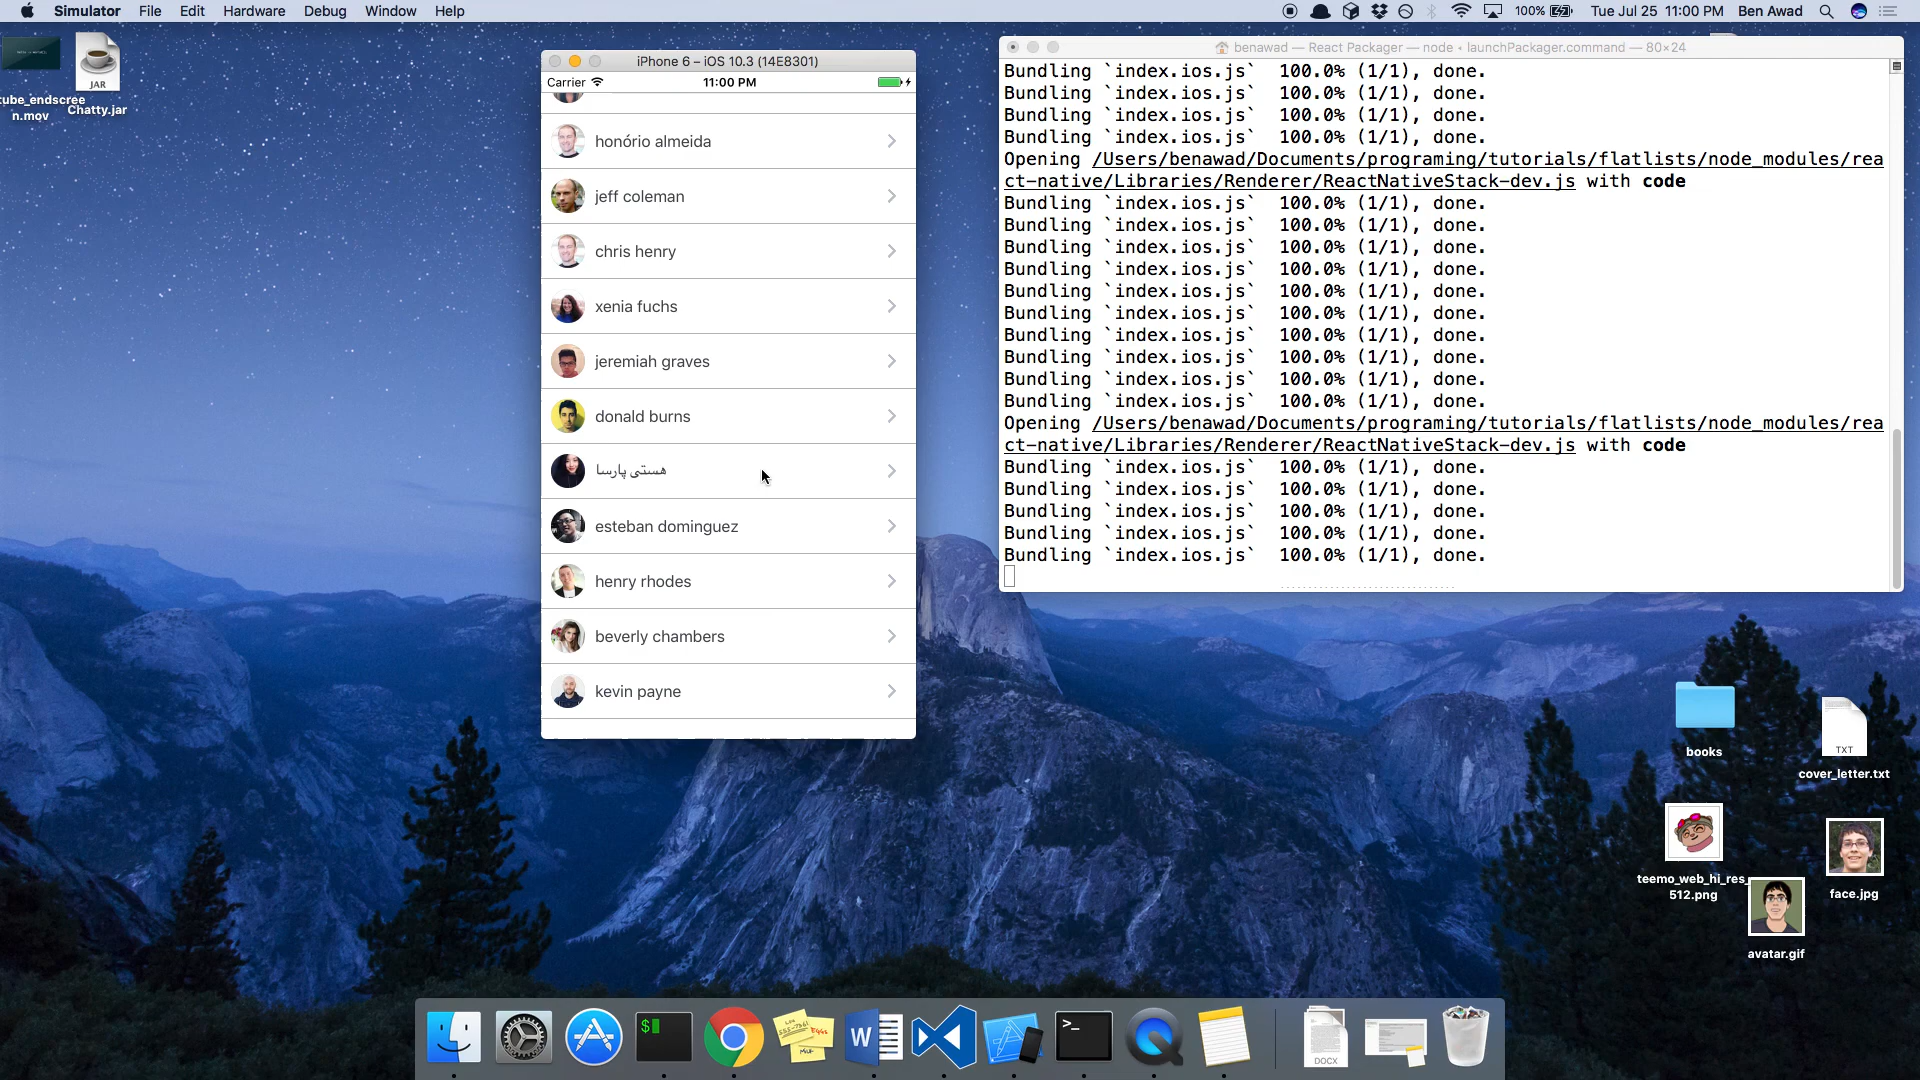 Simulator File Edit Hardware Debug Window Help
100% Tue Jul 25 11:00 PM Ben Awad
JAR
tube_endscree
n.mov
Chatty.jar
iPhone 6 – iOS 10.3 (14E8301)
Carrier 11:00 PM
honório almeida
jeff coleman
chris henry
xenia fuchs
jeremiah graves
donald burns
هستی پارسا
esteban dominguez
henry rhodes
beverly chambers
kevin payne
benawad — React Packager — node ‹ launchPackager.command — 80×24
Bundling `index.ios.js`  100.0% (1/1), done.
Bundling `index.ios.js`  100.0% (1/1), done.
Bundling `index.ios.js`  100.0% (1/1), done.
Bundling `index.ios.js`  100.0% (1/1), done.
Opening /Users/benawad/Documents/programing/tutorials/flatlists/node_modules/rea
ct-native/Libraries/Renderer/ReactNativeStack-dev.js with code
Bundling `index.ios.js`  100.0% (1/1), done.
Bundling `index.ios.js`  100.0% (1/1), done.
Bundling `index.ios.js`  100.0% (1/1), done.
Bundling `index.ios.js`  100.0% (1/1), done.
Bundling `index.ios.js`  100.0% (1/1), done.
Bundling `index.ios.js`  100.0% (1/1), done.
Bundling `index.ios.js`  100.0% (1/1), done.
Bundling `index.ios.js`  100.0% (1/1), done.
Bundling `index.ios.js`  100.0% (1/1), done.
Bundling `index.ios.js`  100.0% (1/1), done.
Opening /Users/benawad/Documents/programing/tutorials/flatlists/node_modules/rea
ct-native/Libraries/Renderer/ReactNativeStack-dev.js with code
Bundling `index.ios.js`  100.0% (1/1), done.
Bundling `index.ios.js`  100.0% (1/1), done.
Bundling `index.ios.js`  100.0% (1/1), done.
Bundling `index.ios.js`  100.0% (1/1), done.
Bundling `index.ios.js`  100.0% (1/1), done.
books
TXT
cover_letter.txt
teemo_web_hi_res_
512.png
face.jpg
avatar.gif
$
W
>_
DOCX